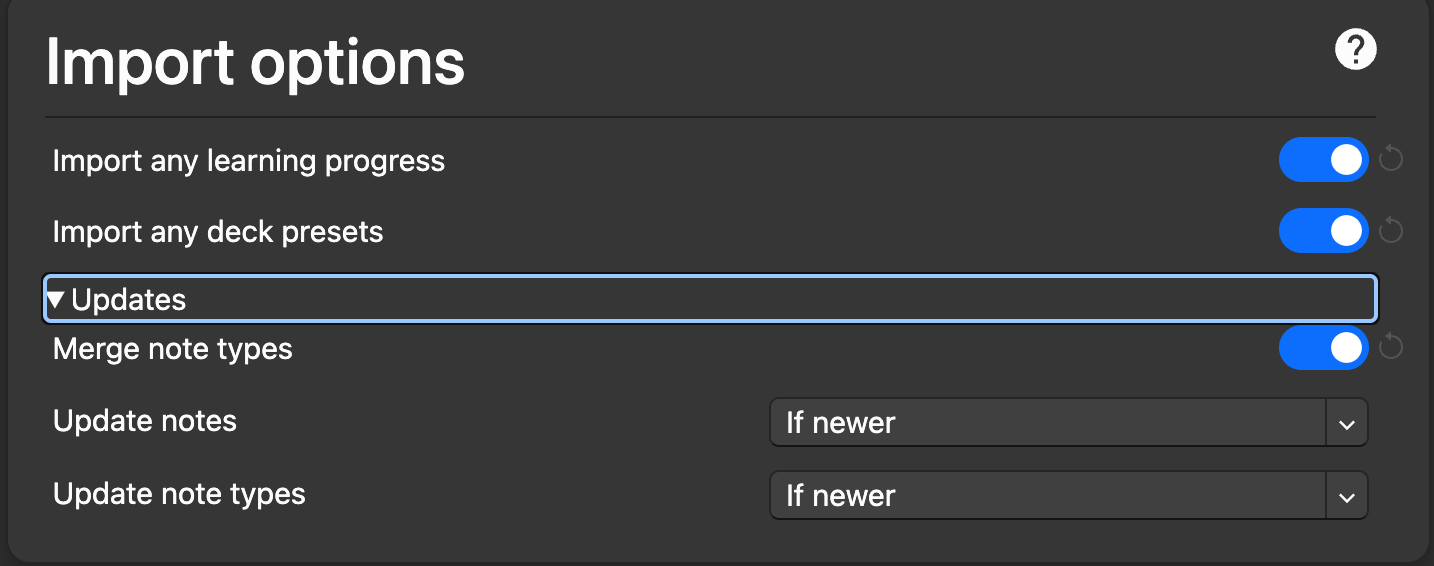 Import options
?
Import any learning progress
Import any deck presets
Updates
Merge note types
Update notes
If newer
Update note types
If newer